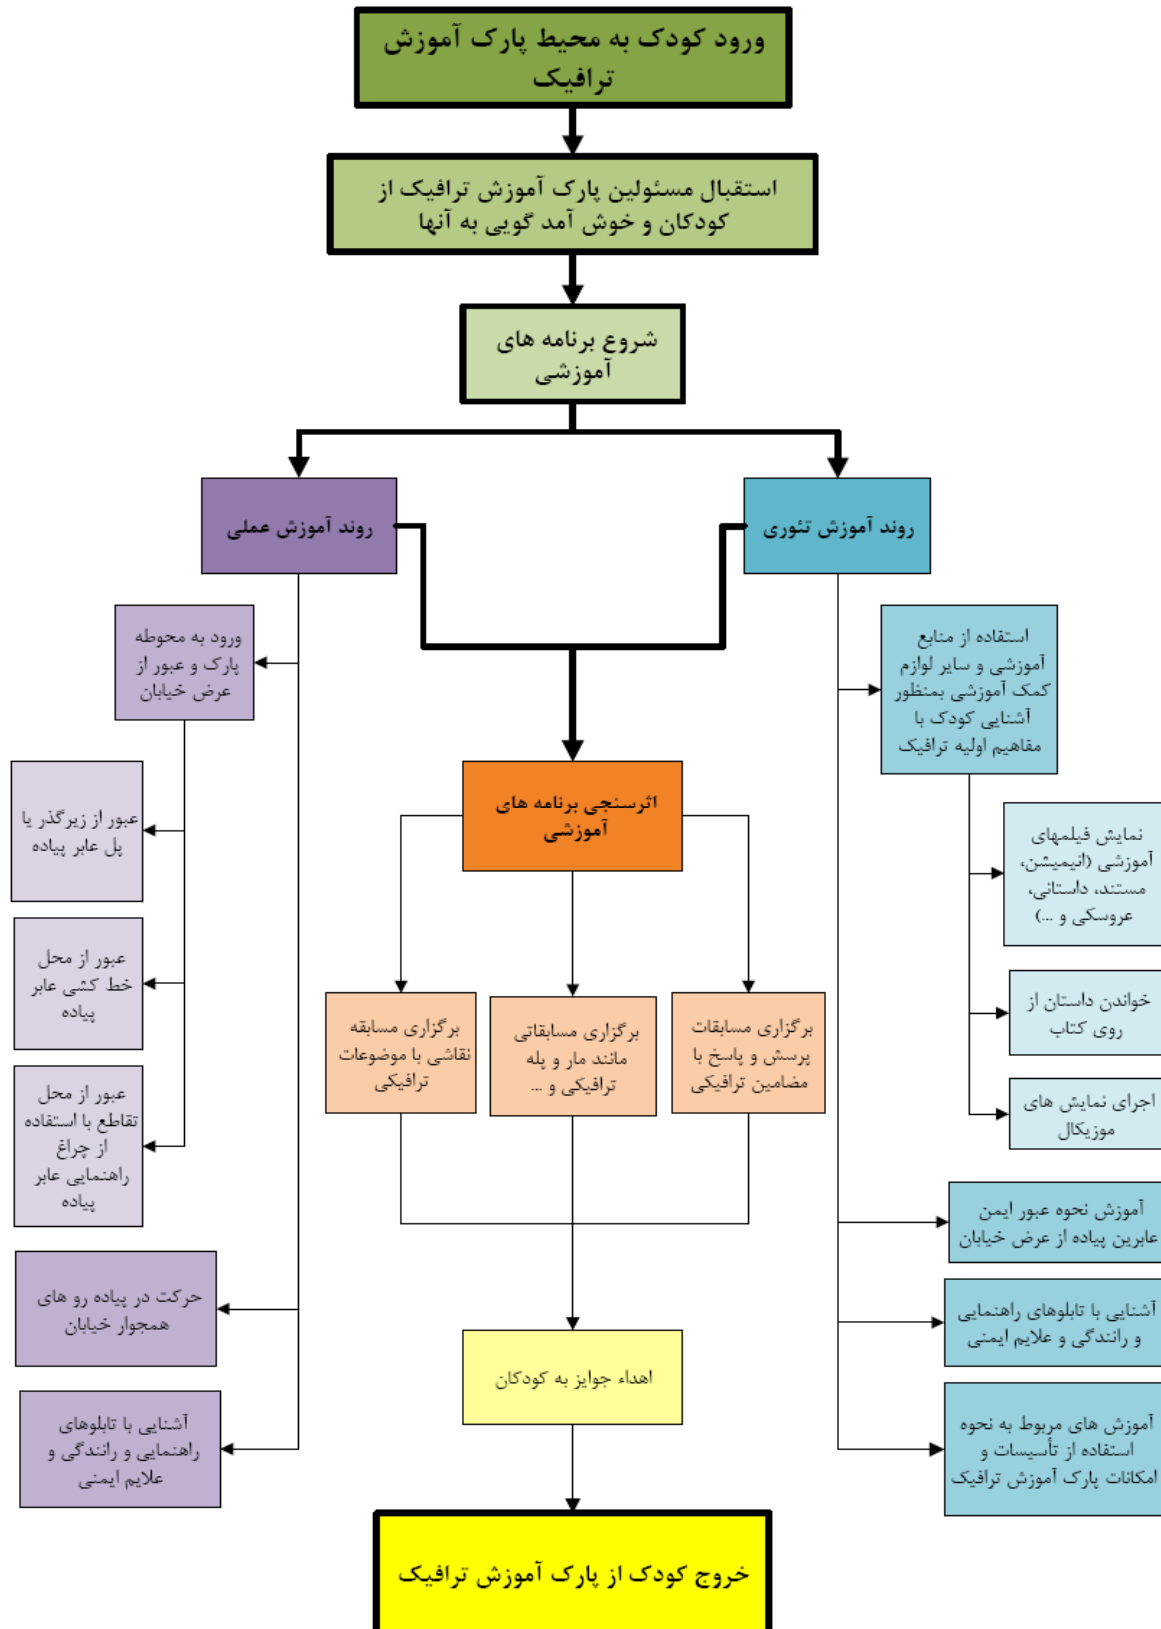 ورود کودک به محیط پارک آموزش
ترافیک
استقبال مسئولین پارک آموزش ترافیک از
کودکان و خوش آمد گویی به آنها
شروع برنامه های
آموزشی
روند آموزش تئوری
روند آموزش عملی
استفاده از منابع
آموزشی و سایر لوازم
کمک آموزشی بمنظور
آشنایی کودک با
مفاهیم اولیه ترافیک
نمایش فیلمهای
آموزشی (انیمیشن،
مستند، داستانی،
عروسکی و ...)
خواندن داستان از
روی کتاب
اجرای نمایش های
موزیکال
آموزش نحوه عبور ایمن
عابرین پیاده از عرض خیابان
آشنایی با تابلوهای راهنمایی
و رانندگی و علایم ایمنی
آموزش های مربوط به نحوه
استفاده از تأسیسات و
امکانات پارک آموزش ترافیک
ورود به محوطه
پارک و عبور از
عرض خیابان
عبور از زیرگذر یا
پل عابر پیاده
عبور از محل
خط کشی عابر
پیاده
عبور از محل
تقاطع با استفاده
از چراغ
راهنمایی عابر
پیاده
حرکت در پیاده رو های
همجوار خیابان
آشنایی با تابلوهای
راهنمایی و رانندگی و
علایم ایمنی
اثرسنجی برنامه های
آموزشی
برگزاری مسابقات
پرسش و پاسخ با
مضامین ترافیکی
برگزاری مسابقاتی
مانند مار و پله
ترافیکی و ...
برگزاری مسابقه
نقاشی با موضوعات
ترافیکی
اهداء جوایز به کودکان
خروج کودک از پارک آموزش ترافیک